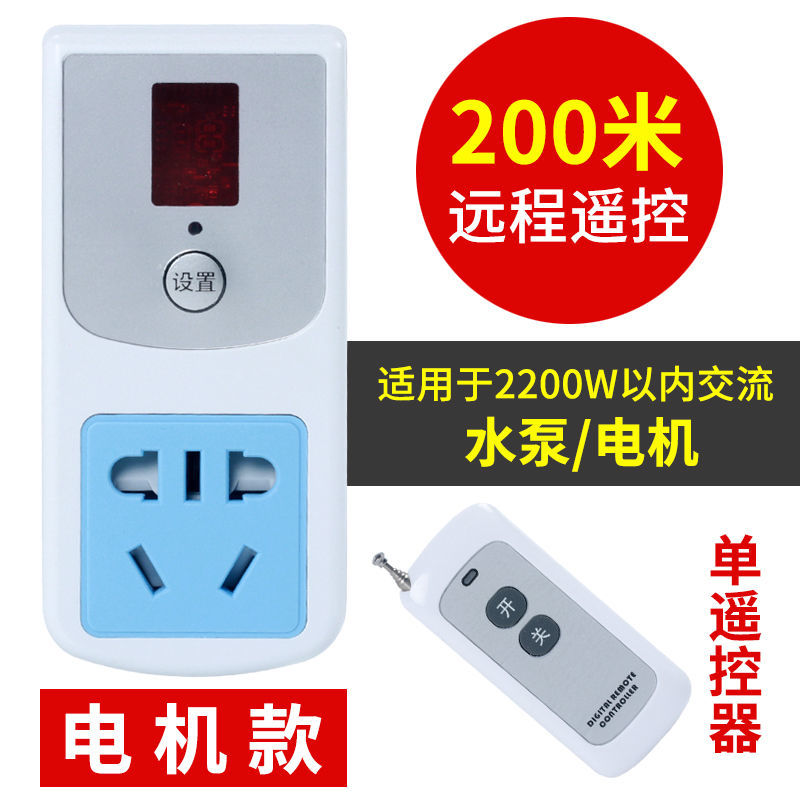 200米
远程遥控
设置
适用于2200W以内交流
水泵/电机
开
关
DIGITAL REMOTE
CONTROLLER
单遥控器
电机款